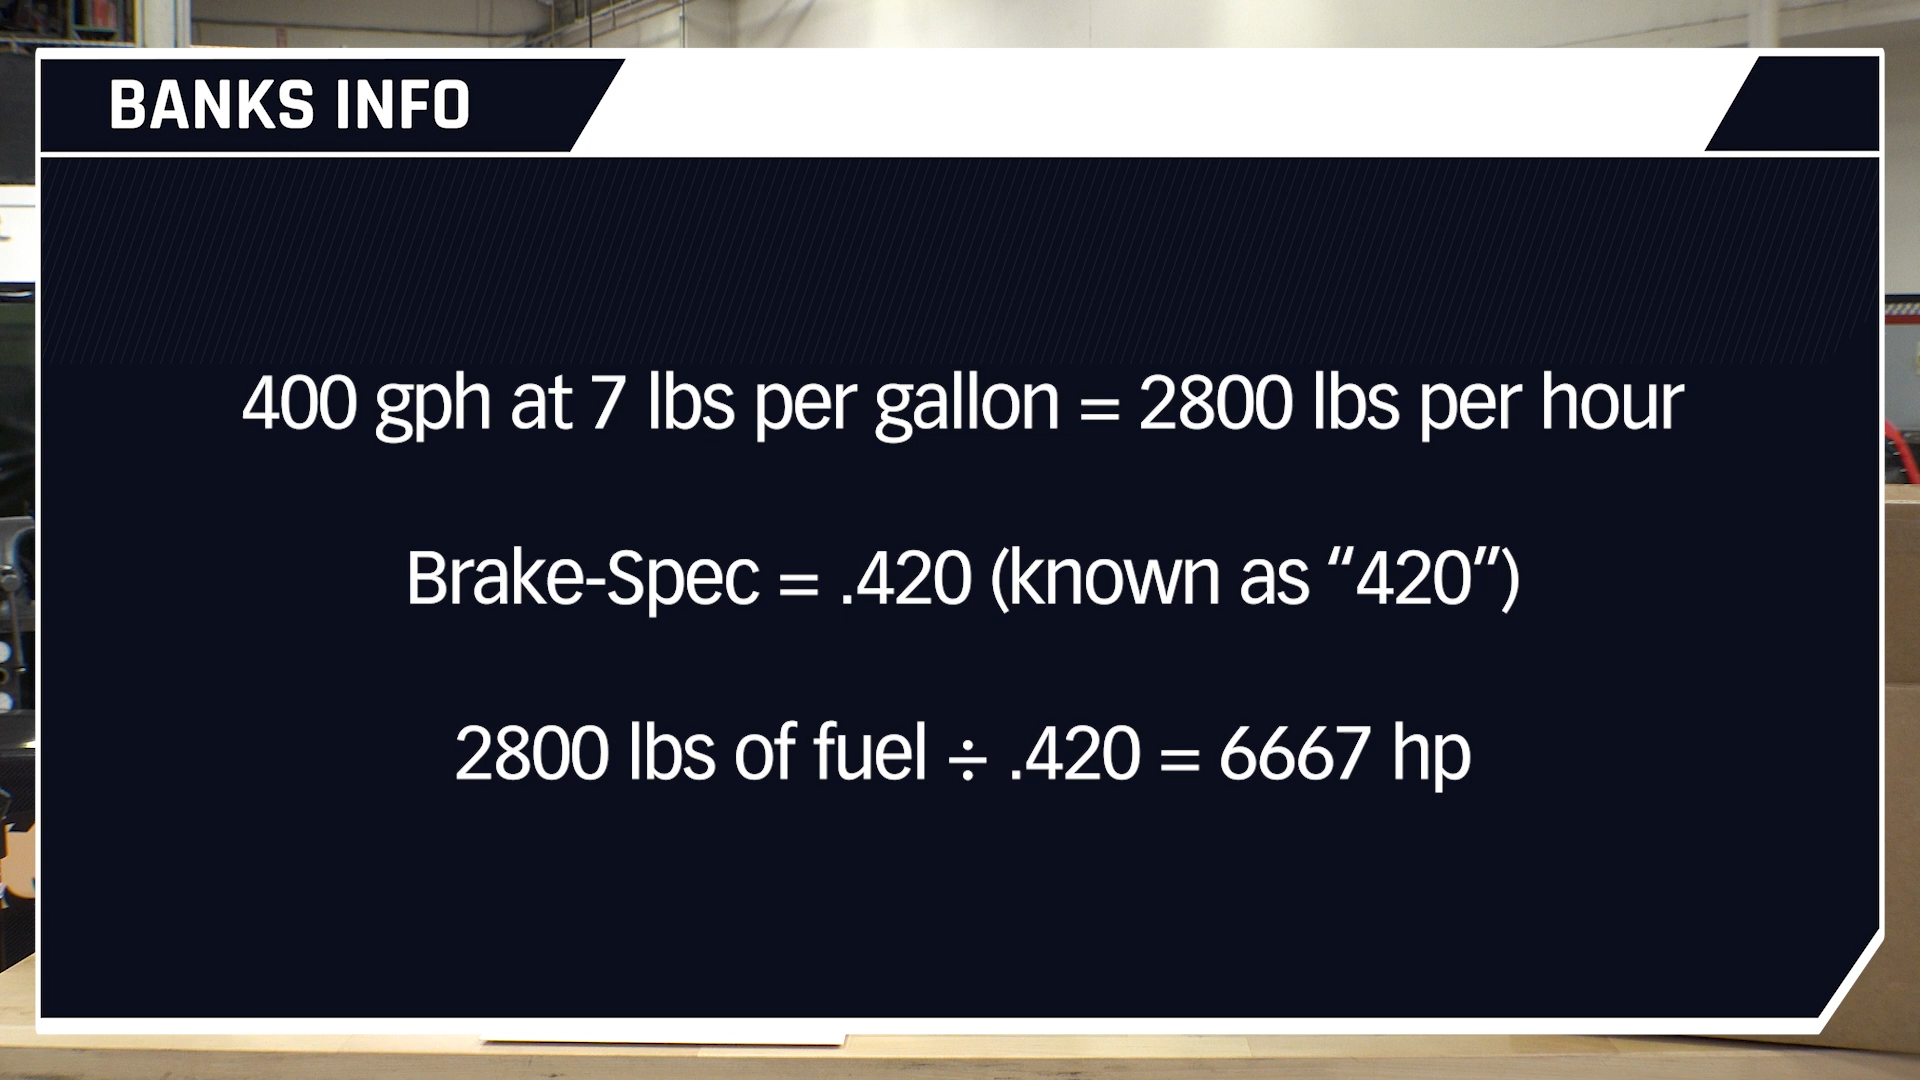 BANKS INFO
400 gph at 7 lbs per gallon = 2800 lbs per hour
Brake-Spec = .420 (known as “420”)
2800 lbs of fuel ÷ .420 = 6667 hp